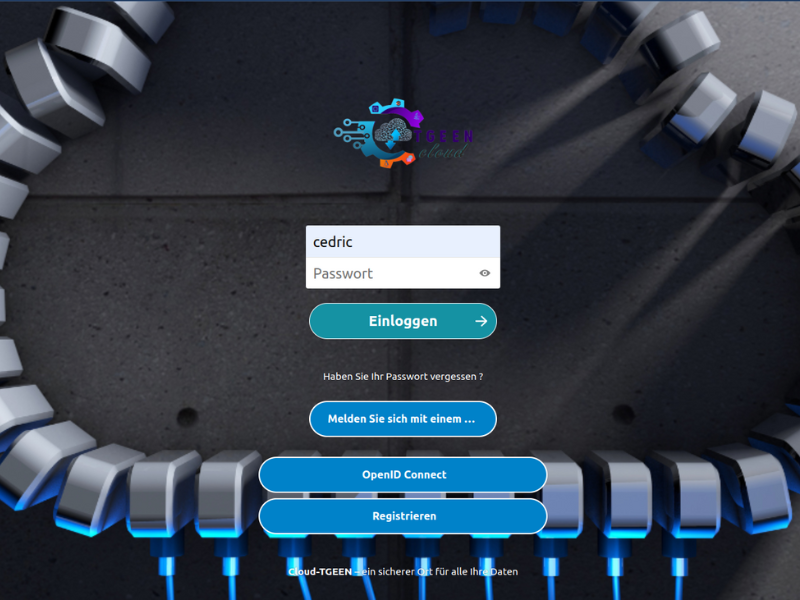 TGEEN
cloud
cedric
Passwort
Einloggen
Haben Sie Ihr Passwort vergessen ?
Melden Sie sich mit einem ...
OpenID Connect
Registrieren
Cloud-TGEEN – ein sicherer Ort für alle Ihre Daten